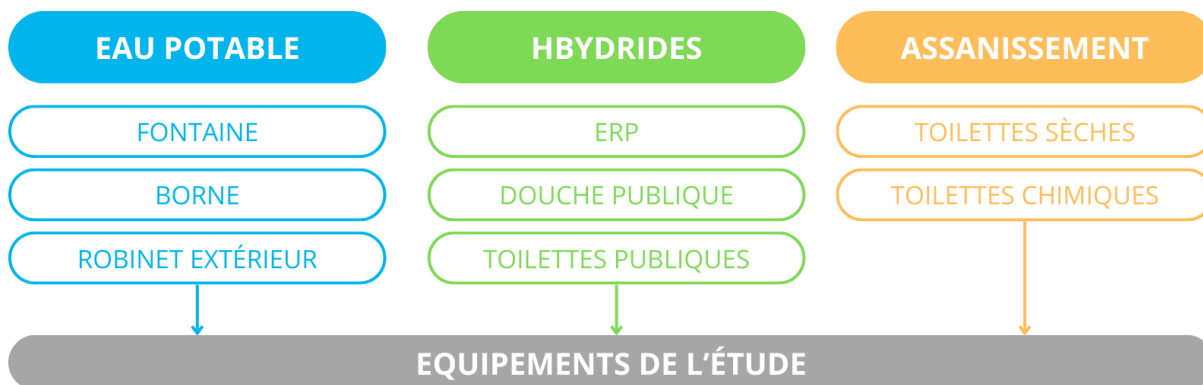 EAU POTABLE
FONTAINE
BORNE
ROBINET EXTÉRIEUR
HBYDRIDES
ERP
DOUCHE PUBLIQUE
TOILETTES PUBLIQUES
ASSANISSEMENT
TOILETTES SÈCHES
TOILETTES CHIMIQUES
EQUIPEMENTS DE L’ÉTUDE